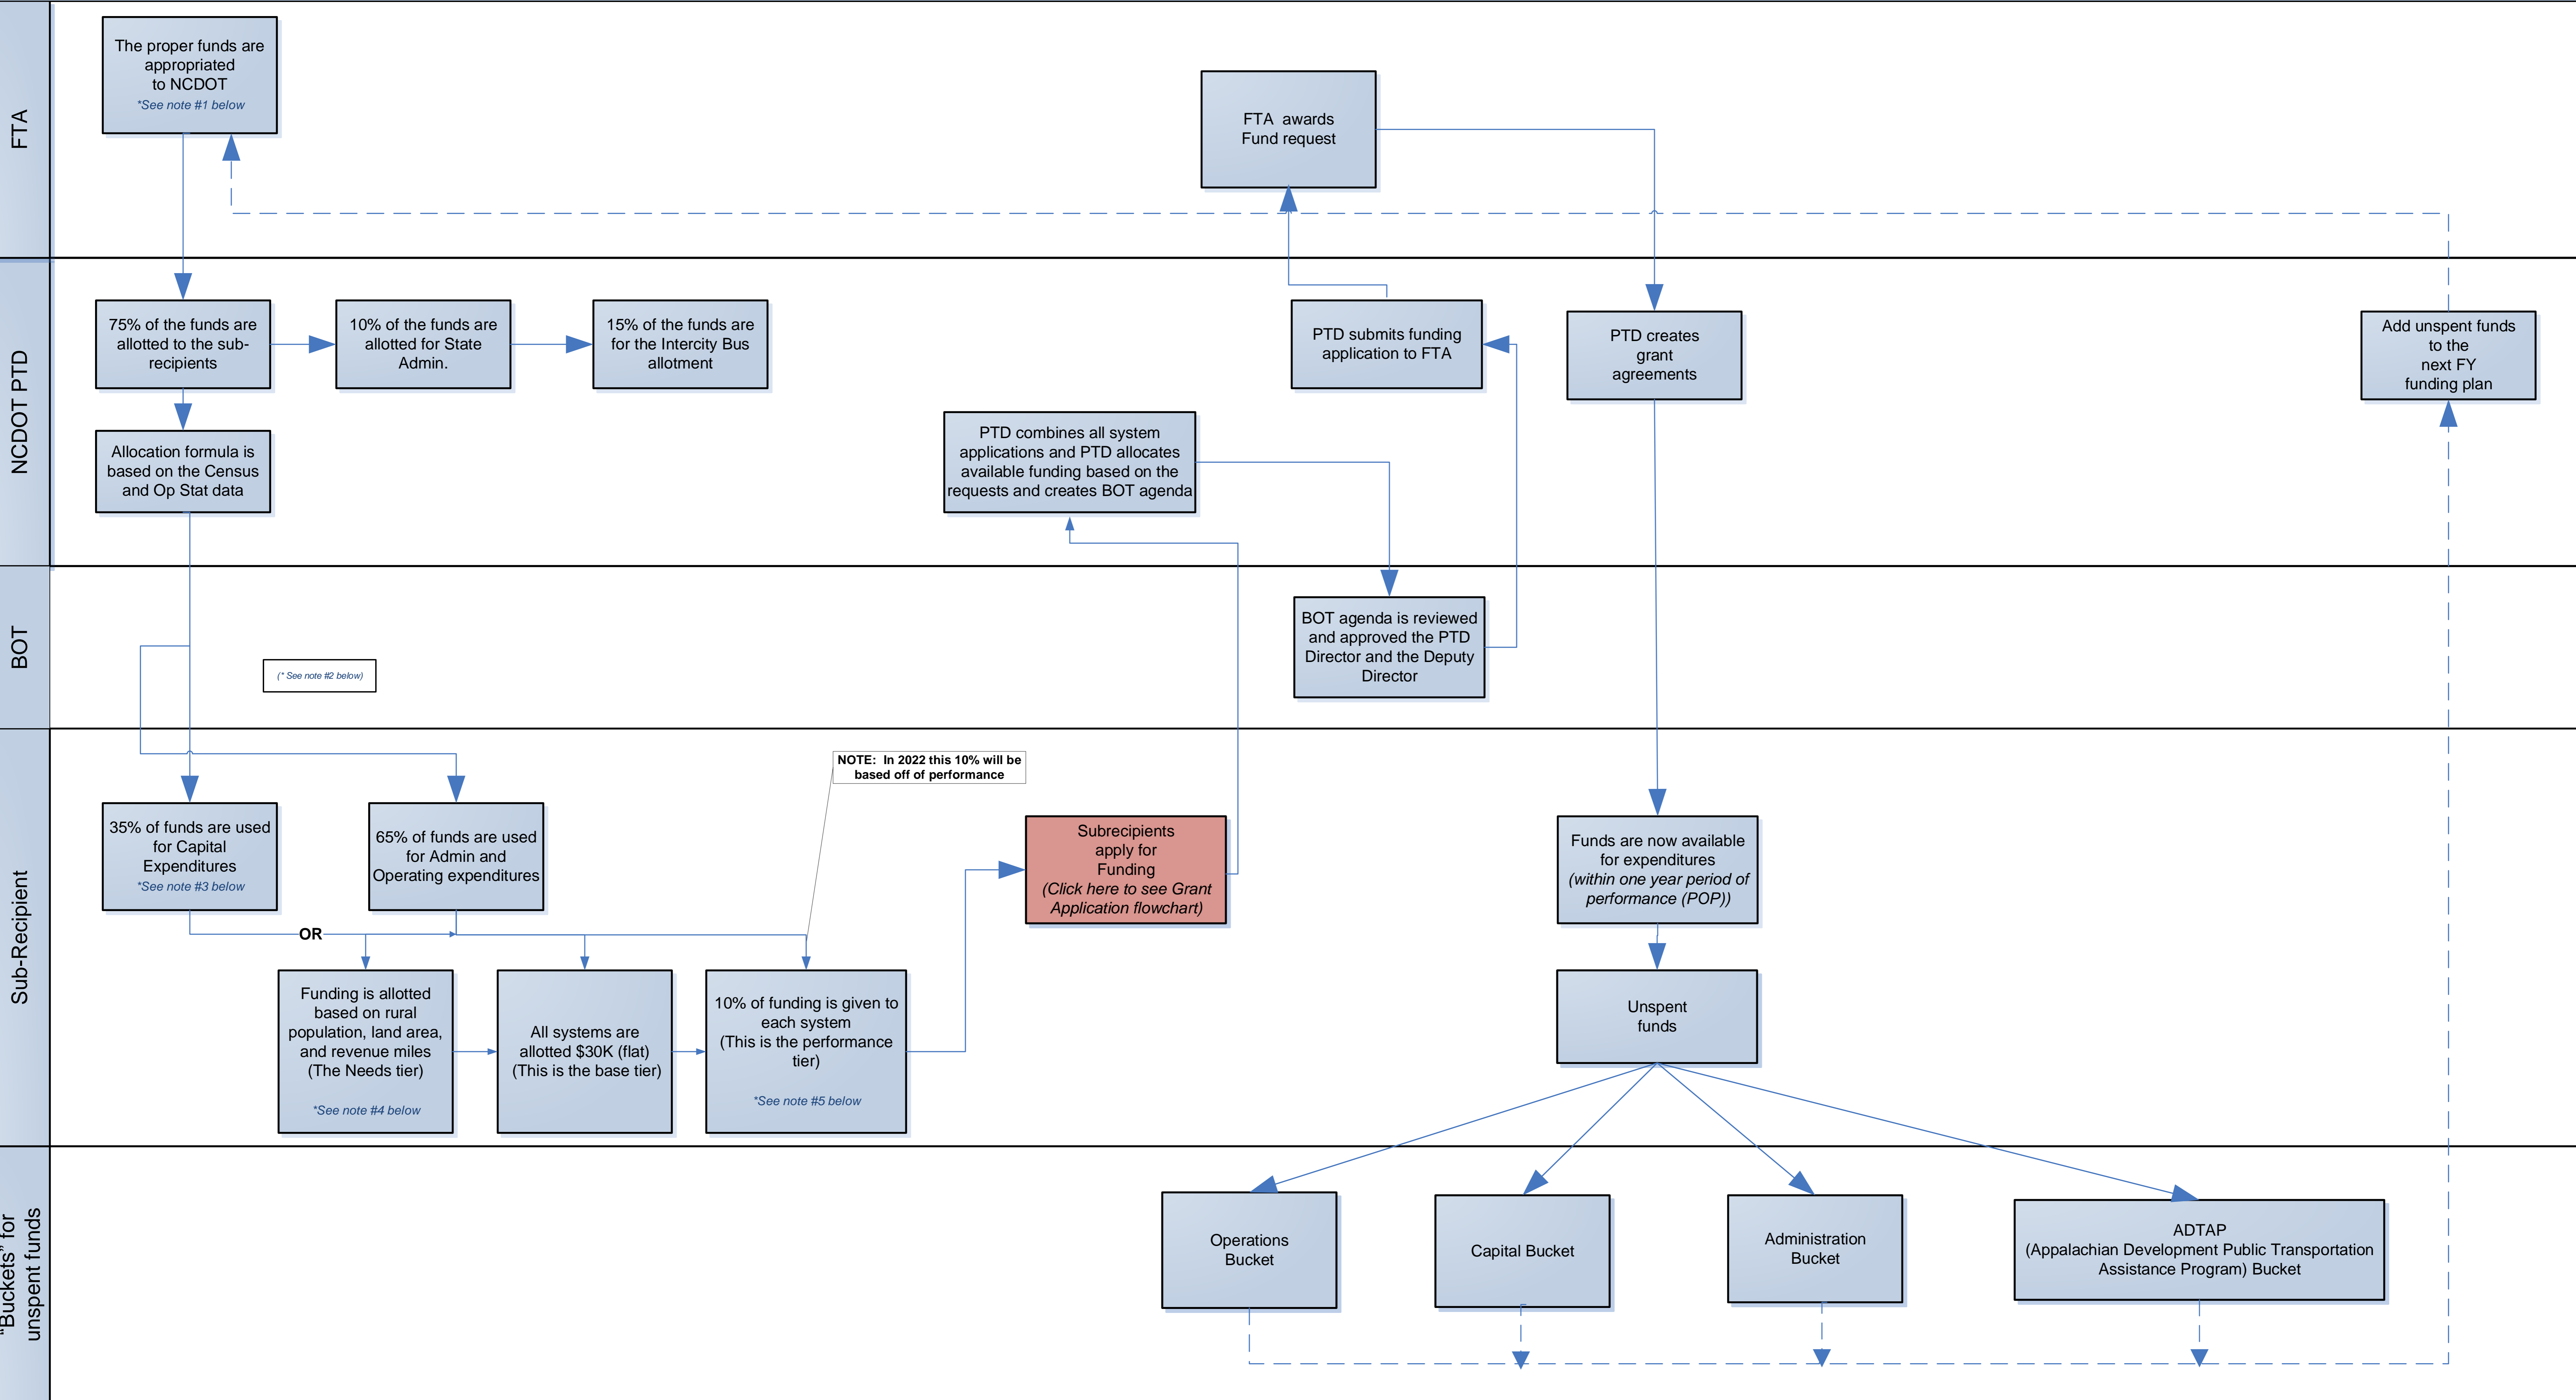 FTA
The proper funds are
appropriated
to NCDOT
*See note #1 below
FTA awards
Fund request
NCDOT PTD
75% of the funds are
allotted to the sub-
recipients
10% of the funds are
allotted for State
Admin.
15% of the funds are
for the Intercity Bus
allotment
Allocation formula is
based on the Census
and Op Stat data
PTD combines all system
applications and PTD allocates
available funding based on the
requests and creates BOT agenda
PTD submits funding
application to FTA
PTD creates
grant
agreements
Add unspent funds
to the
next FY
funding plan
BOT
(* See note #2 below)
BOT agenda is reviewed
and approved the PTD
Director and the Deputy
Director
Sub-Recipient
35% of funds are used
for Capital
Expenditures
*See note #3 below
65% of funds are used
for Admin and
Operating expenditures
OR
NOTE: In 2022 this 10% will be
based off of performance
Funding is allotted
based on rural
population, land area,
and revenue miles
(The Needs tier)
*See note #4 below
All systems are
allotted $30K (flat)
(This is the base tier)
10% of funding is given to
each system
(This is the performance
tier)
*See note #5 below
Subrecipients
apply for
Funding
(Click here to see Grant
Application flowchart)
Funds are now available
for expenditures
(within one year period of
performance (POP))
Unspent
funds
“Buckets” for
unspent funds
Operations
Bucket
Capital Bucket
Administration
Bucket
ADTAP
(Appalachian Development Public Transportation
Assistance Program) Bucket